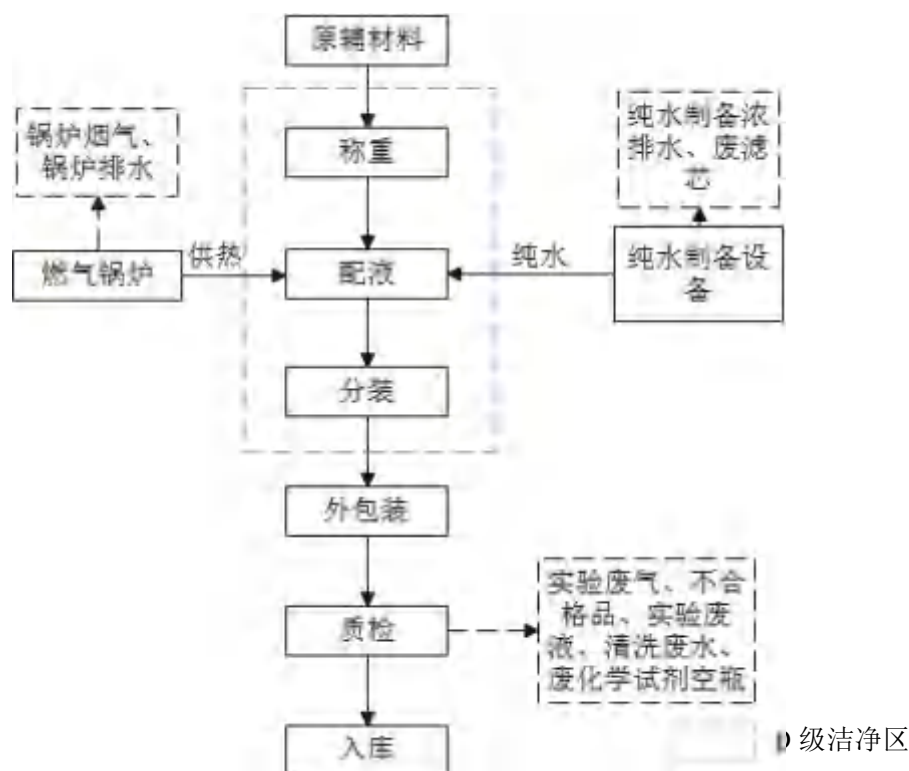 原辅材料
锅炉烟气、
锅炉排水
称重
纯水制备浓
排水、废滤
芯
燃气锅炉
供热
配液
纯水
纯水制备设
备
分装
外包装
质检
实验废气、不合
格品、实验废
液、清洗废水、
废化学试剂空瓶
入库
D 级洁净区